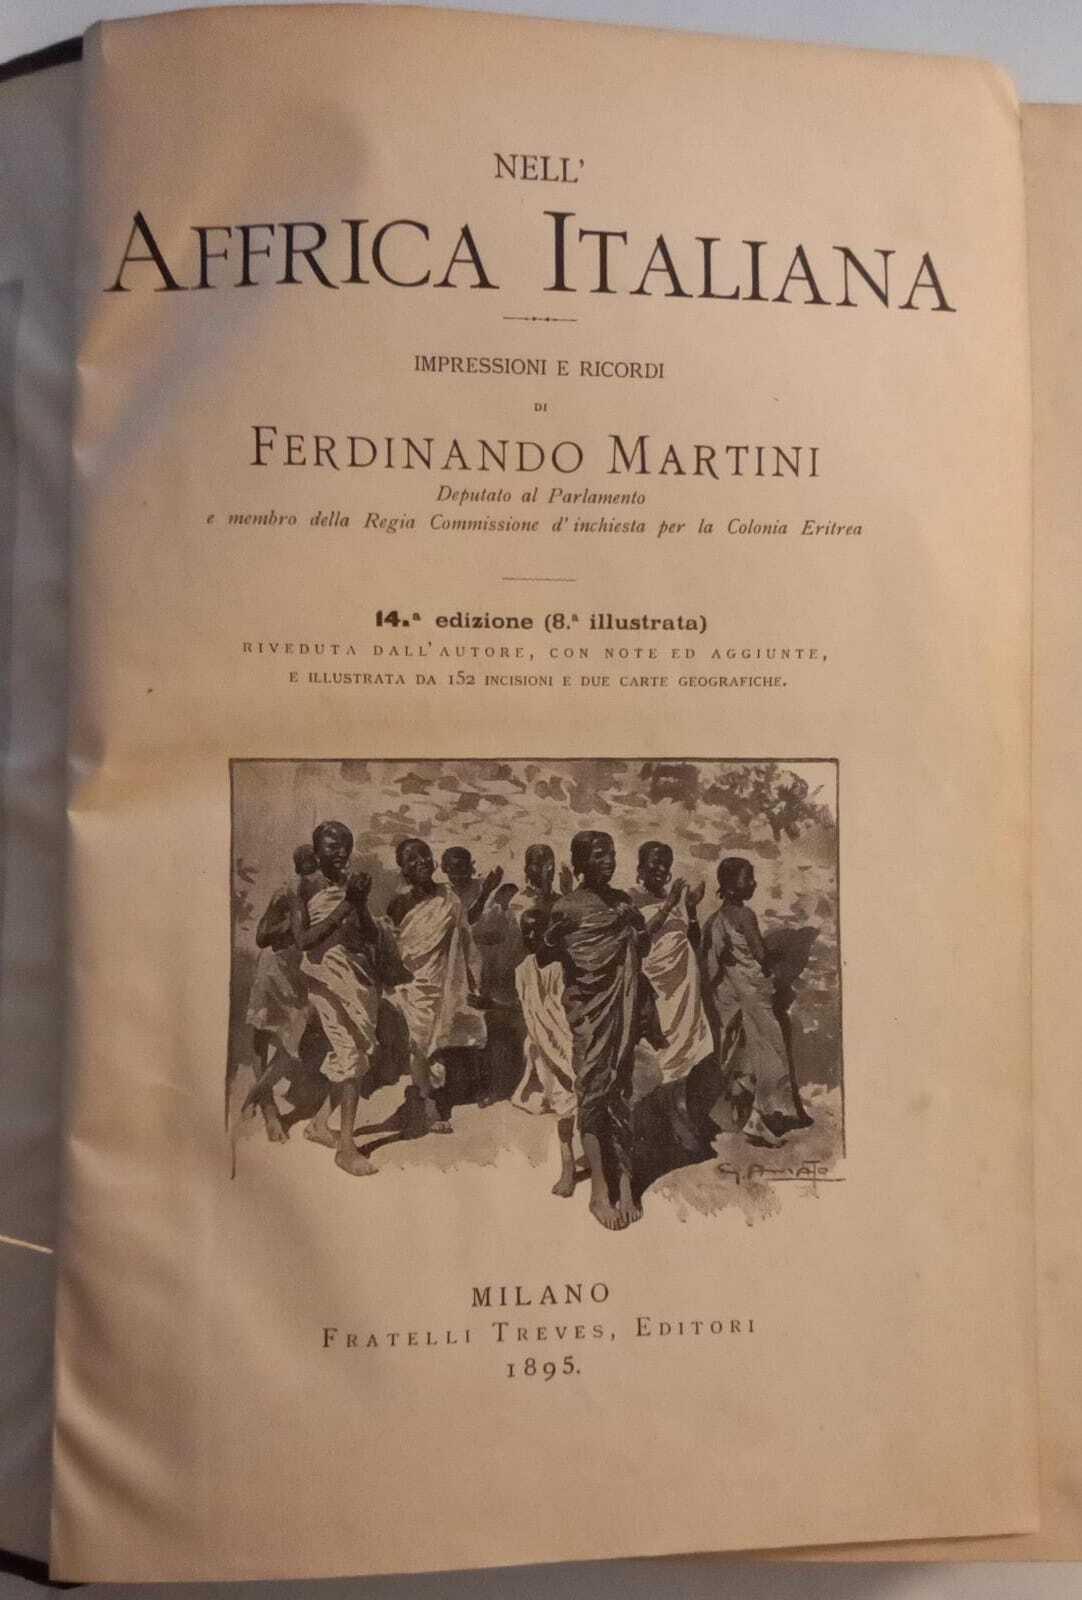 NELL'
AFFRICA ITALIANA
IMPRESSIONI E RICORDI
DI
FERDINANDO MARTINI
Deputato al Parlamento
e membro della Regia Commissione d'inchiesta per la Colonia Eritrea
14.ª edizione (8.ª illustrata)
RIVEDUTA DALL'AUTORE, CON NOTE ED AGGIUNTE,
E ILLUSTRATA DA 152 INCISIONI E DUE CARTE GEOGRAFICHE.
G. AMATO
MILANO
FRATELLI TREVES, EDITORI
1895.